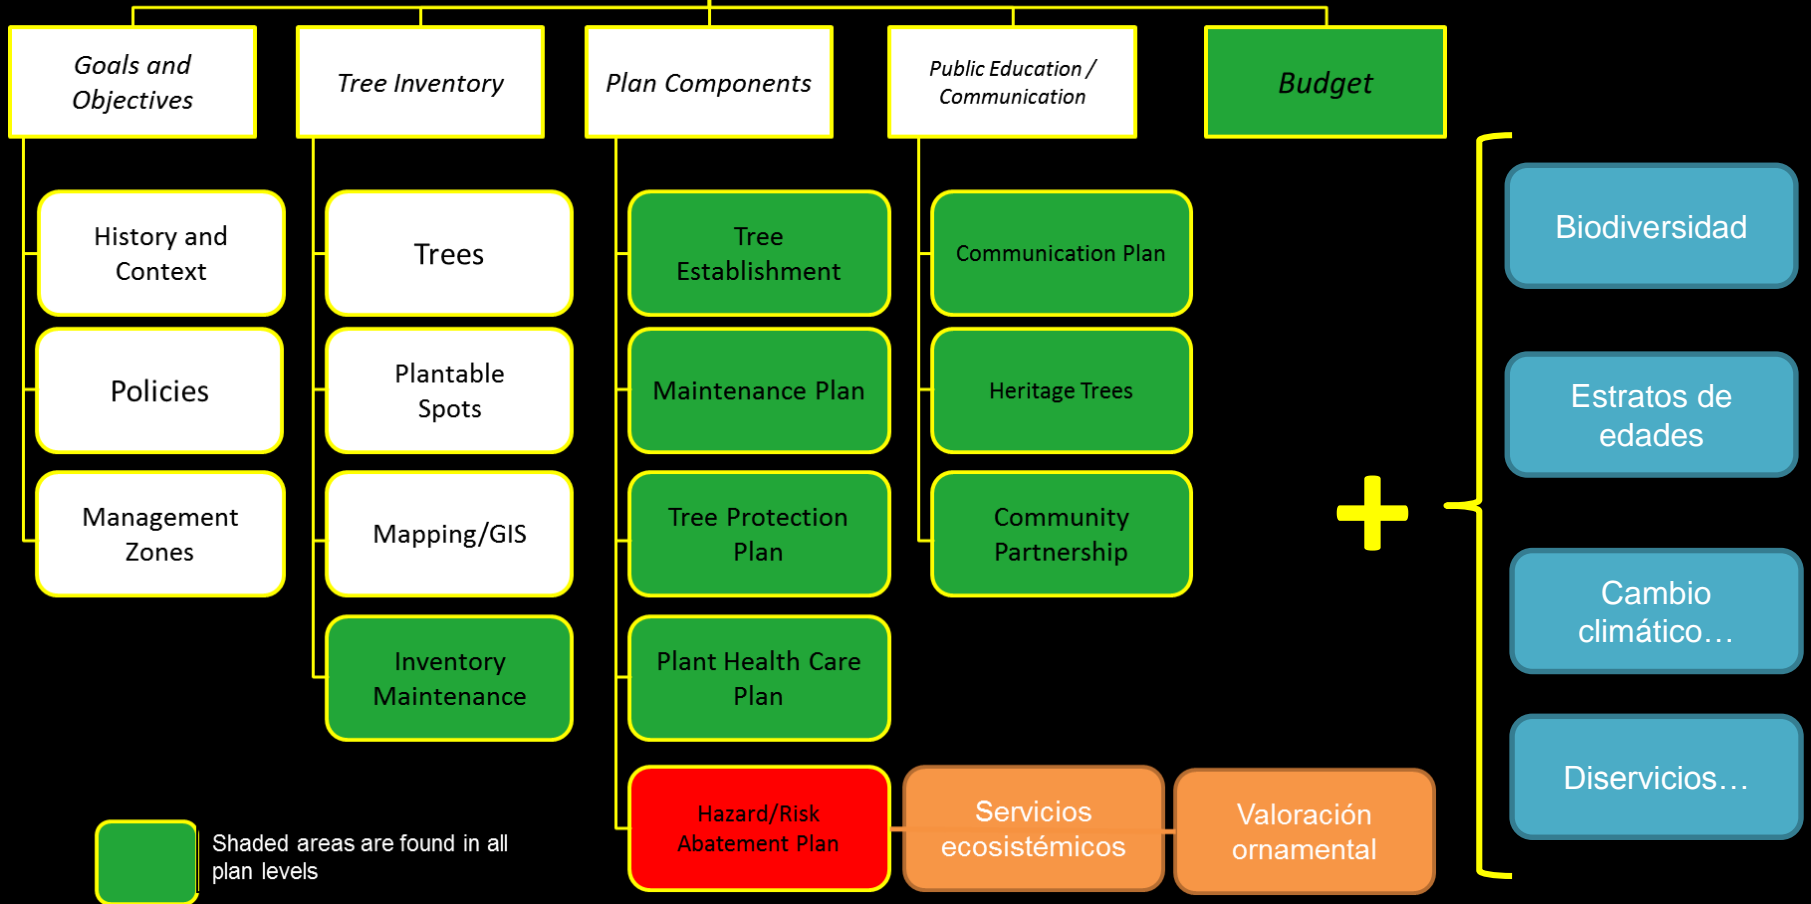 Goals and
Objectives
Tree Inventory
Plan Components
Public Education /
Communication
Budget
History and
Context
Policies
Management
Zones
Trees
Plantable
Spots
Mapping/GIS
Inventory
Maintenance
Tree
Establishment
Maintenance Plan
Tree Protection
Plan
Plant Health Care
Plan
Hazard/Risk
Abatement Plan
Servicios
ecosistémicos
Valoración
ornamental
Communication Plan
Heritage Trees
Community
Partnership
+
Biodiversidad
Estratos de
edades
Cambio
climático…
Diservicios…
Shaded areas are found in all
plan levels